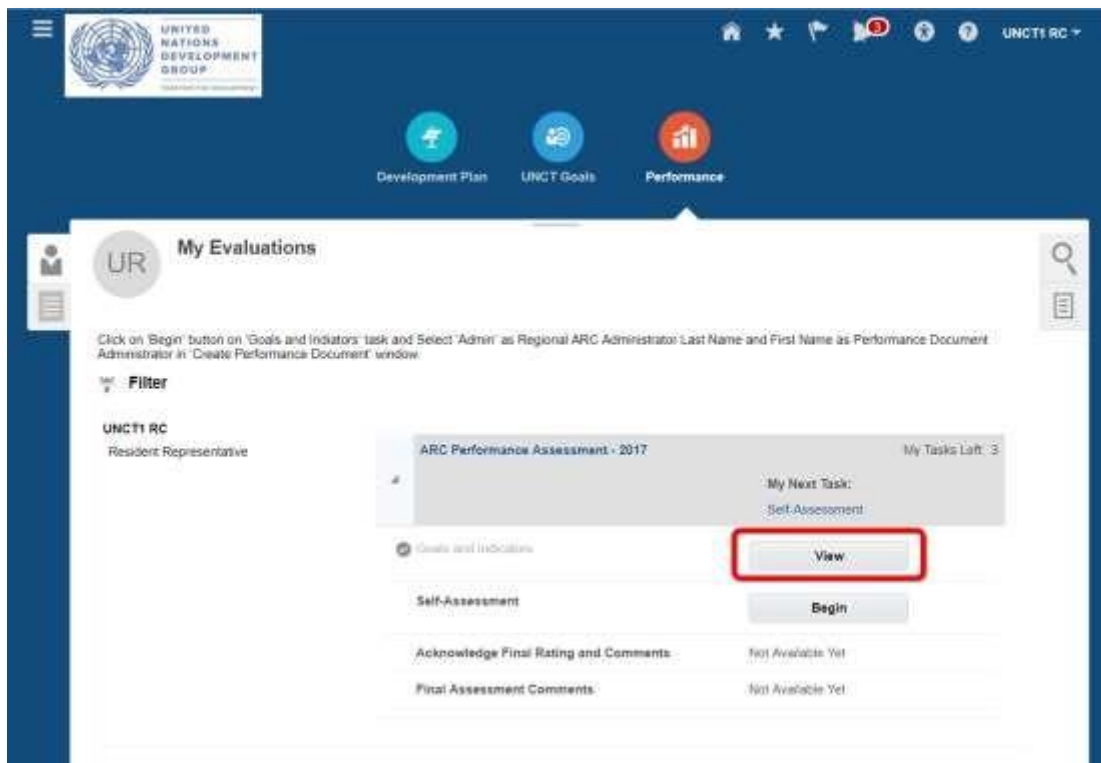 UNITED
NATIONS
DEVELOPMENT
GROUP
3
UNCT1 RC
Development Plan
UNCT Goals
Performance
UR
My Evaluations
Click on 'Begin' button on 'Goals and Indiators' task and Select 'Admin' as Regional ARC Administrator Last Name and First Name as Performance Document
Administrator in 'Create Performance Document' window.
Filter
UNCT1 RC
Resident Representative
ARC Performance Assessment - 2017
My Tasks Left 3
My Next Task:
Self-Assessment
Goals and Indicators
View
Self-Assessment
Begin
Acknowledge Final Rating and Comments
Not Available Yet
Final Assessment Comments
Not Available Yet